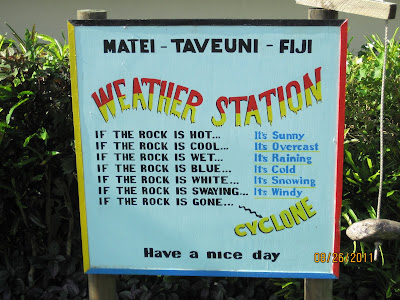 MATEI - TAVEUNI - FIJI
WEATHER STATION
IF THE ROCK IS HOT... It's Sunny
IF THE ROCK IS COOL... It's Overcast
IF THE ROCK IS WET... It's Raining
IF THE ROCK IS BLUE... It's Cold
IF THE ROCK IS WHITE... It's Snowing
IF THE ROCK IS SWAYING... It's Windy
IF THE ROCK IS GONE... CYCLONE
Have a nice day
08/26/2011